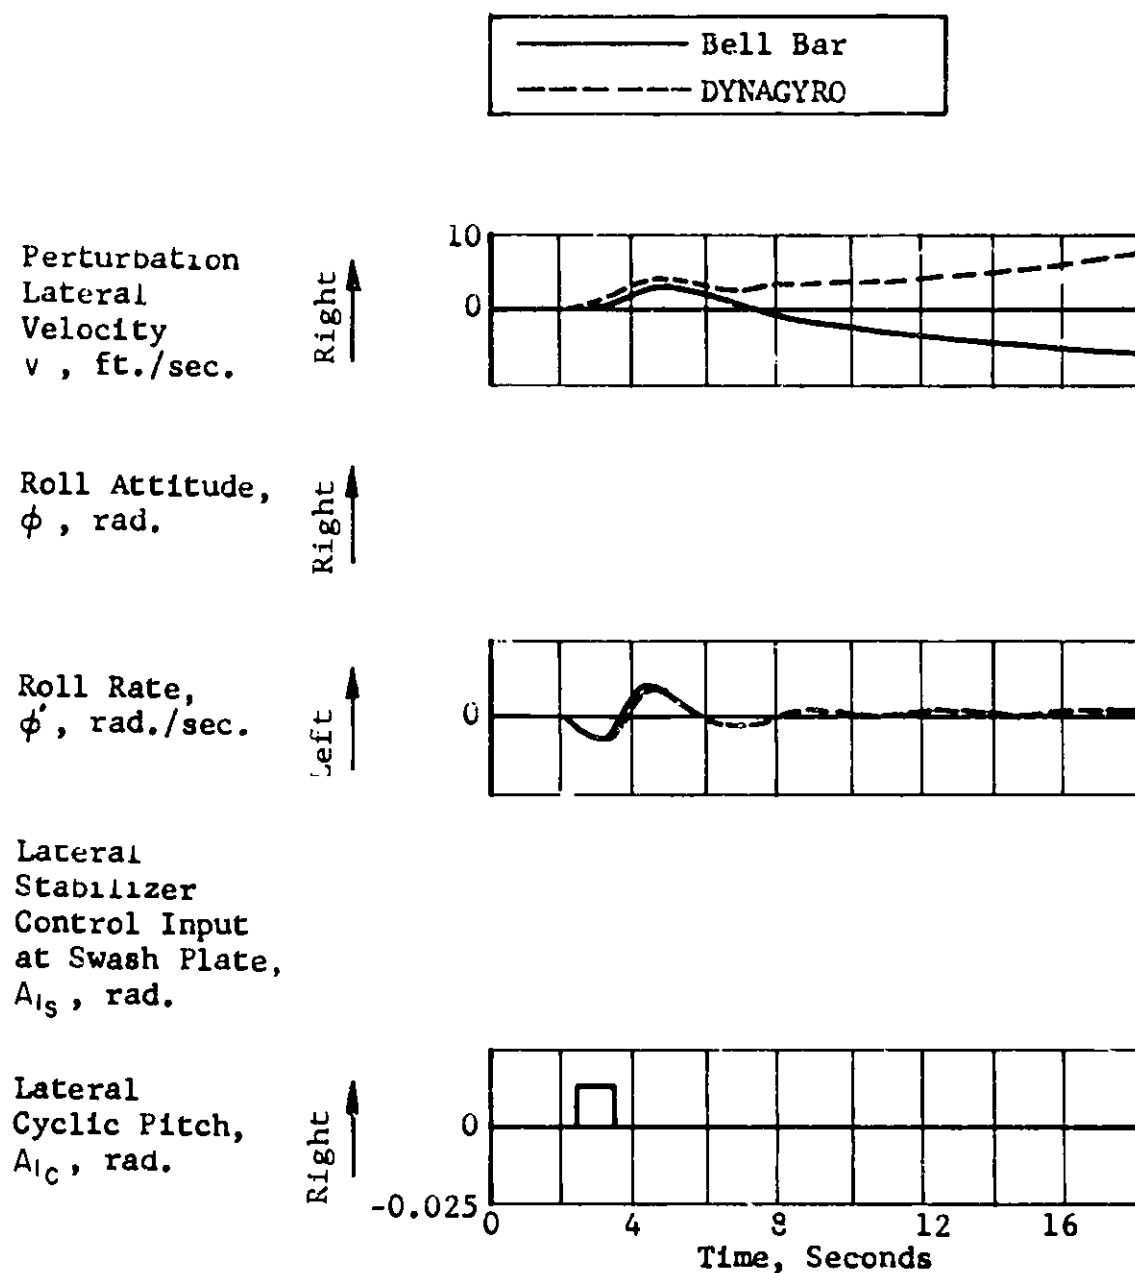 Bell Bar
DYNAGYRO
Perturbation
Lateral
Velocity
v , ft./sec.
Right
10
0
Roll Attitude,
ϕ , rad.
Right
Roll Rate,
ϕ̇ , rad./sec.
Left
0
Lateral
Stabilizer
Control Input
at Swash Plate,
A₁ₛ , rad.
Lateral
Cyclic Pitch,
A₁c , rad.
Right
0
-0.025
0 4 8 12 16
Time, Seconds